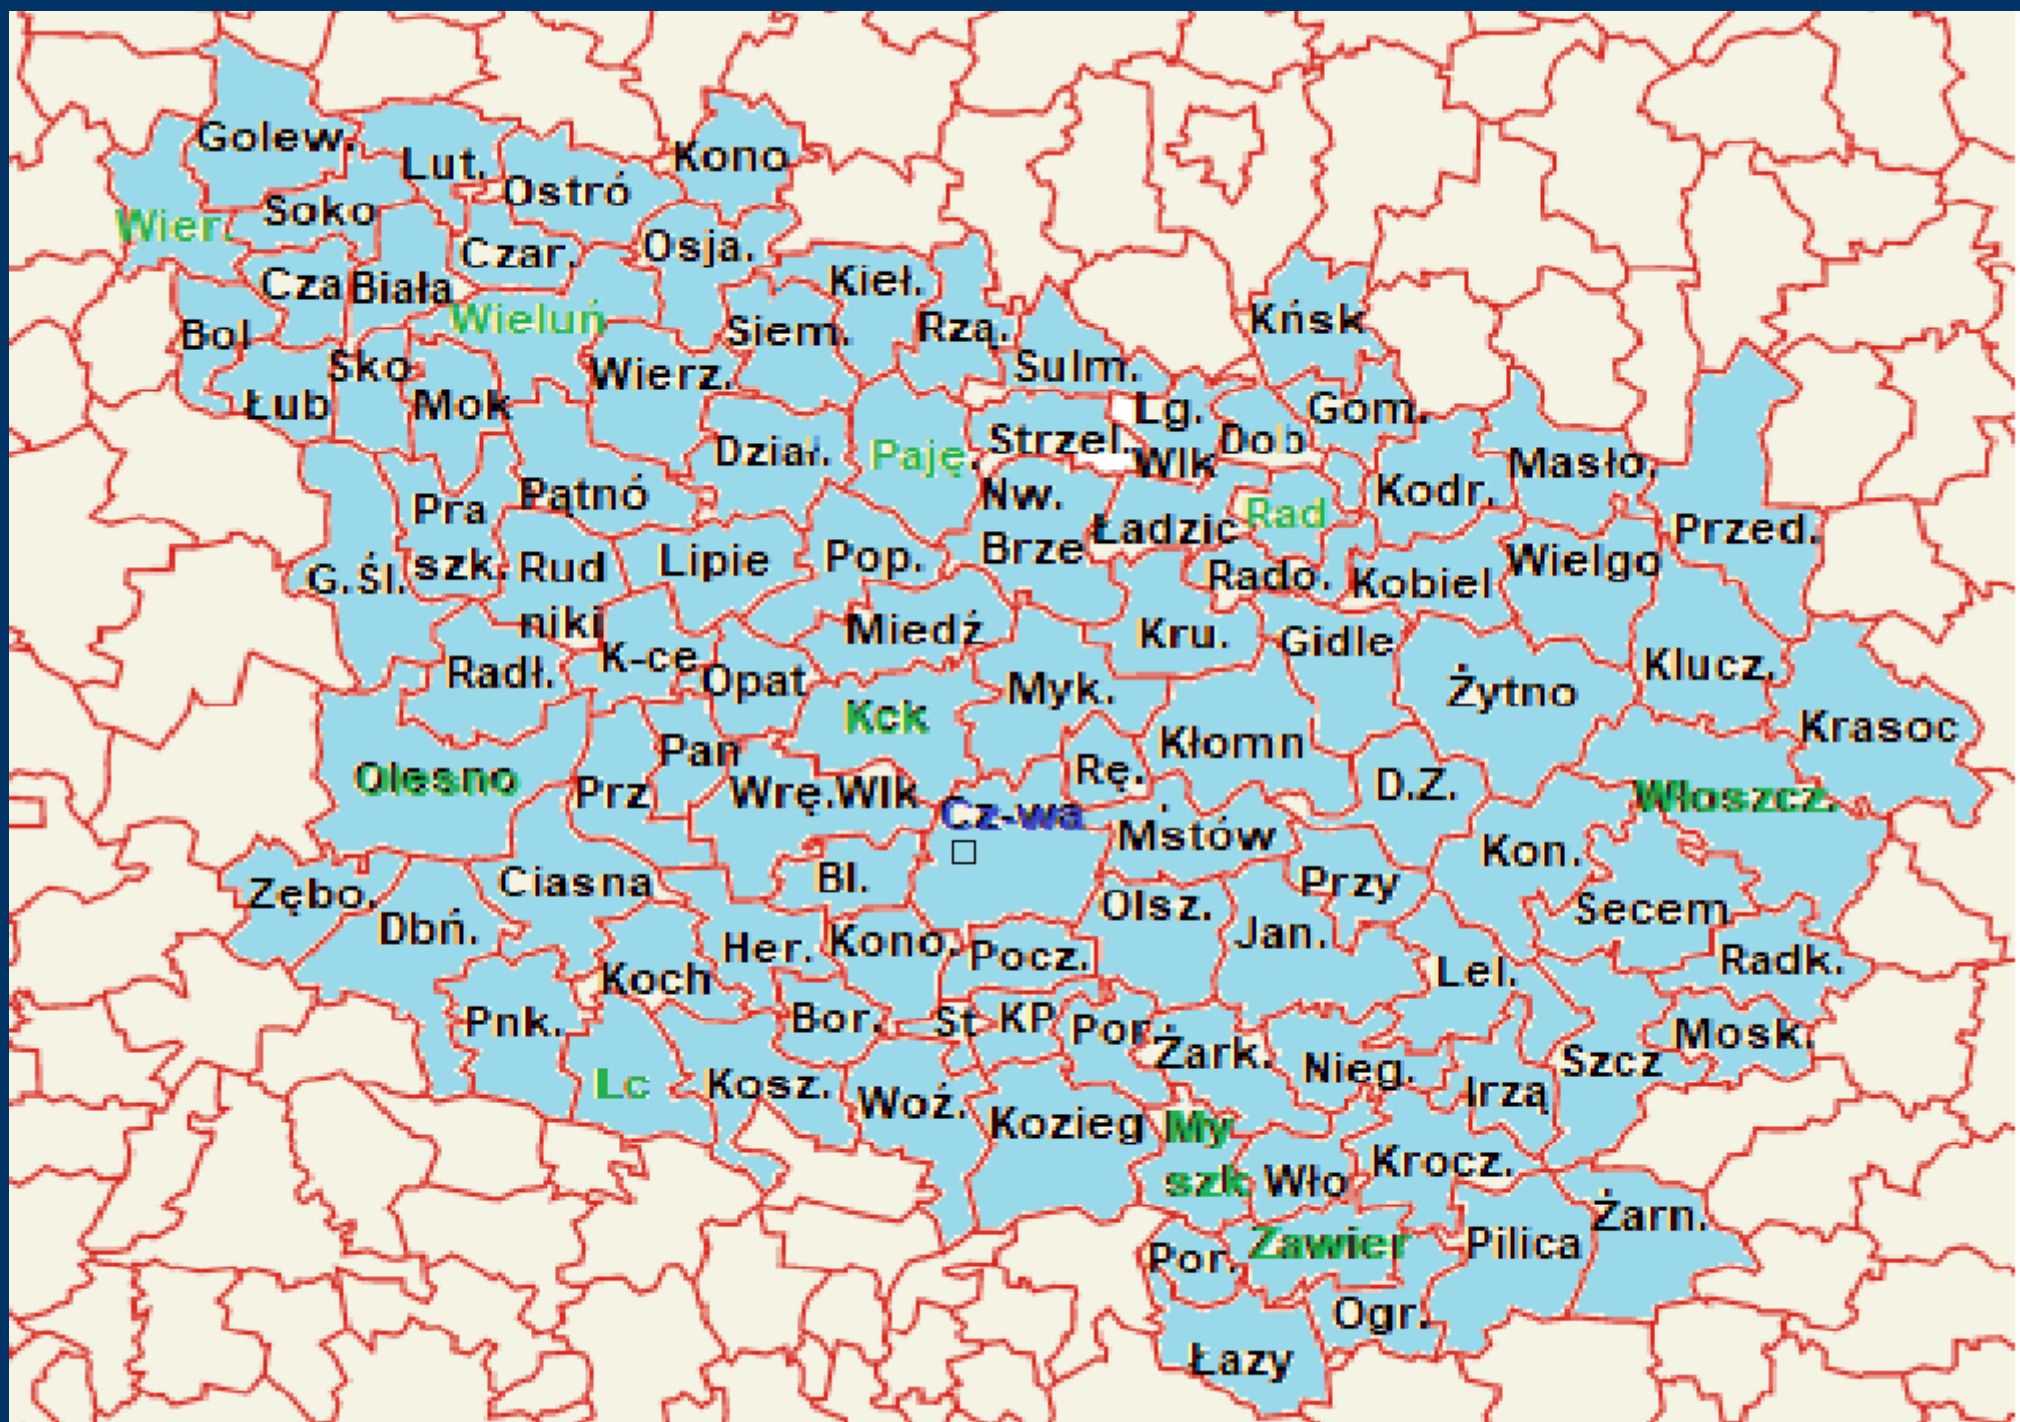 Golew.
Lut.
Kono
Ostró
Wier.
Soko
Czar.
Osja.
Cza
Biała
Kieł.
Wieluń
Bol
Siem.
Rzą.
Kńsk
Sko
Wierz.
Sulm.
Łub
Mok
Lg.
Gom.
Dział.
Paję.
Strzel.
Dob
Wlk
Masło.
Pra
Pątnó
Nw.
Kodr.
Rad
Ładzic
Przed.
G.Śl.
szk.
Rud
Lipie
Pop.
Brze
Rado.
Kobiel
Wielgo
niki
Miedź
Kru.
Gidle
Radł.
K-ce
Opat
Myk.
Żytno
Klucz.
Kck
Krasoc
Olesno
Pan
Kłomn
Prz
Wrę.Wlk
Rę.
D.Z.
Włoszcz.
Cz-wa
Mstów
Zębo.
Ciasna
Bl.
Przy
Kon.
Dbń.
Olsz.
Secem
Her.
Kono.
Pocz.
Jan.
Koch
Lel.
Radk.
Pnk.
Bor.
St
KP
Por
Żark.
Mosk.
Lc
Kosz.
Nieg.
Irzą
Szcz
Woź.
Kozieg
My
szk
Wło
Krocz.
Żarn.
Por.
Zawier
Pilica
Ogr.
Łazy